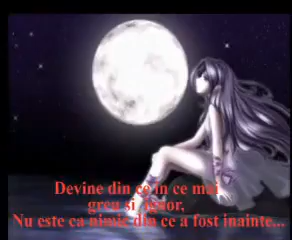 Devine din ce in ce mai
greu si
Nu este ca nimic din ce a fost inainte...